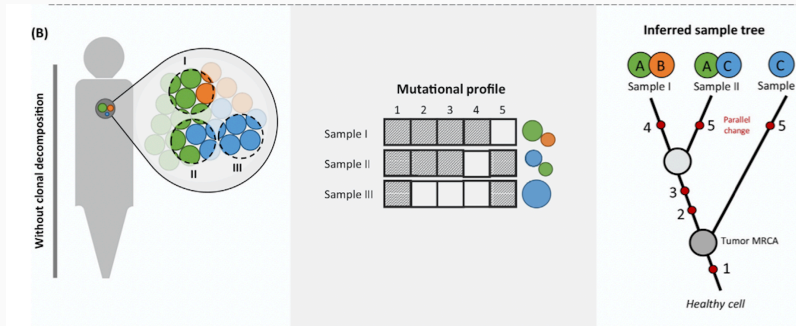 (B)
Without clonal decomposition
I
II
III
Mutational profile
1 2 3 4 5
Sample I
Sample II
Sample III
Inferred sample tree
A B A C C
Sample I Sample II Sample
4 5 Parallel change 5
3
2
Tumor MRCA
1
Healthy cell